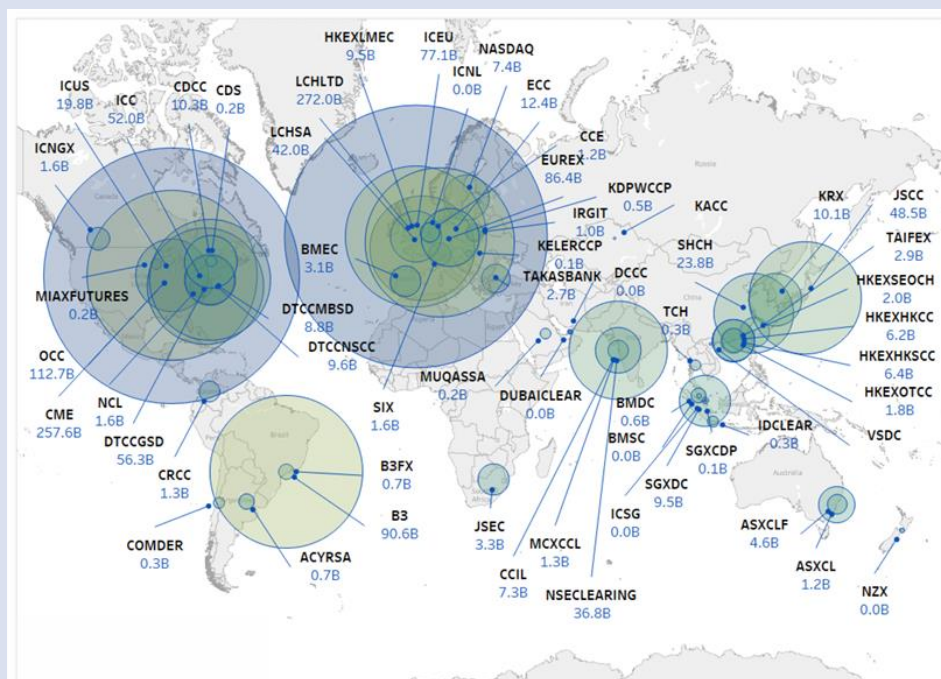 HKEXLMEC
9.5B
ICEU
77.1B
NASDAQ
7.4B
ICNL
0.0B
ECC
12.4B
LCHLTD
272.0B
LCHSA
42.0B
ICUS
19.8B
ICC
52.0B
CDCC
10.3B
CDS
0.2B
ICNGX
1.6B
CCE
1.2B
EUREX
86.4B
KDPWCCP
0.5B
IRGIT
1.0B
KACC
KELERCCP
0.1B
TAKASBANK
2.7B
DCCC
0.0B
SHCH
23.8B
KRX
10.1B
JSCC
48.5B
TAIFEX
2.9B
HKEXSEOCH
2.0B
HKEXHKCC
6.2B
HKEXHKSCC
6.4B
HKEXOTCC
1.8B
TCH
0.3B
BMEC
3.1B
MIAXFUTURES
0.2B
DTCCMBSD
8.8B
DTCCNSCC
9.6B
OCC
112.7B
CME
257.6B
NCL
1.6B
DTCCGSD
56.3B
CRCC
1.3B
SIX
1.6B
MUQASSA
0.2B
DUBAICLEAR
0.0B
BMDC
0.6B
BMSC
0.0B
SGXDC
9.5B
ICSG
0.0B
SGXCDP
0.1B
IDCLEAR
0.3B
VSDC
COMDER
0.3B
ACYRSA
0.7B
B3FX
0.7B
B3
90.6B
JSEC
3.3B
CCIL
7.3B
MCXCCL
1.3B
NSECLEARING
36.8B
ASXCLF
4.6B
ASXCL
1.2B
NZX
0.0B
Canada
Russia
China
Iran
Egypt
Brazil
Australia